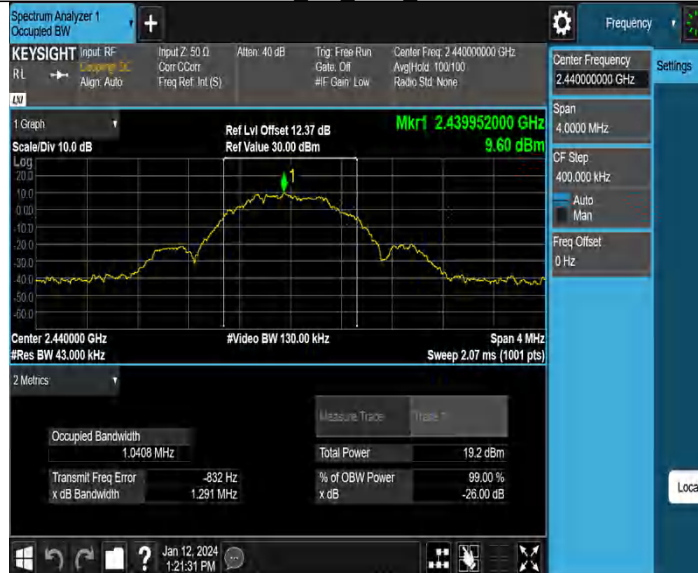 Spectrum Analyzer 1
Occupied BW
Frequency
KEYSIGHT
RL
LXI
Input: RF
Coupling: DC
Align: Auto
Input Z: 50 Ω
Corr CCorr
Freq Ref: Int (S)
Atten: 40 dB
Trig: Free Run
Gate: Off
#IF Gain: Low
Center Freq: 2.440000000 GHz
Avg|Hold: 100/100
Radio Std: None
1 Graph
Scale/Div 10.0 dB
Ref Lvl Offset 12.37 dB
Ref Value 30.00 dBm
Mkr1 2.439952000 GHz
9.60 dBm
Log
20.0
10.0
0.00
-10.0
-20.0
-30.0
-40.0
-50.0
-60.0
1
Center 2.440000 GHz
#Res BW 43.000 kHz
#Video BW 130.00 kHz
Span 4 MHz
Sweep 2.07 ms (1001 pts)
2 Metrics
Measure Trace
Trace 1
Occupied Bandwidth
1.0408 MHz
Total Power
19.2 dBm
Transmit Freq Error
-832 Hz
% of OBW Power
99.00 %
x dB Bandwidth
1.291 MHz
x dB
-26.00 dB
Center Frequency
2.440000000 GHz
Settings
Span
4.0000 MHz
CF Step
400.000 kHz
Auto
Man
Freq Offset
0 Hz
Loca
?
Jan 12, 2024
1:21:31 PM